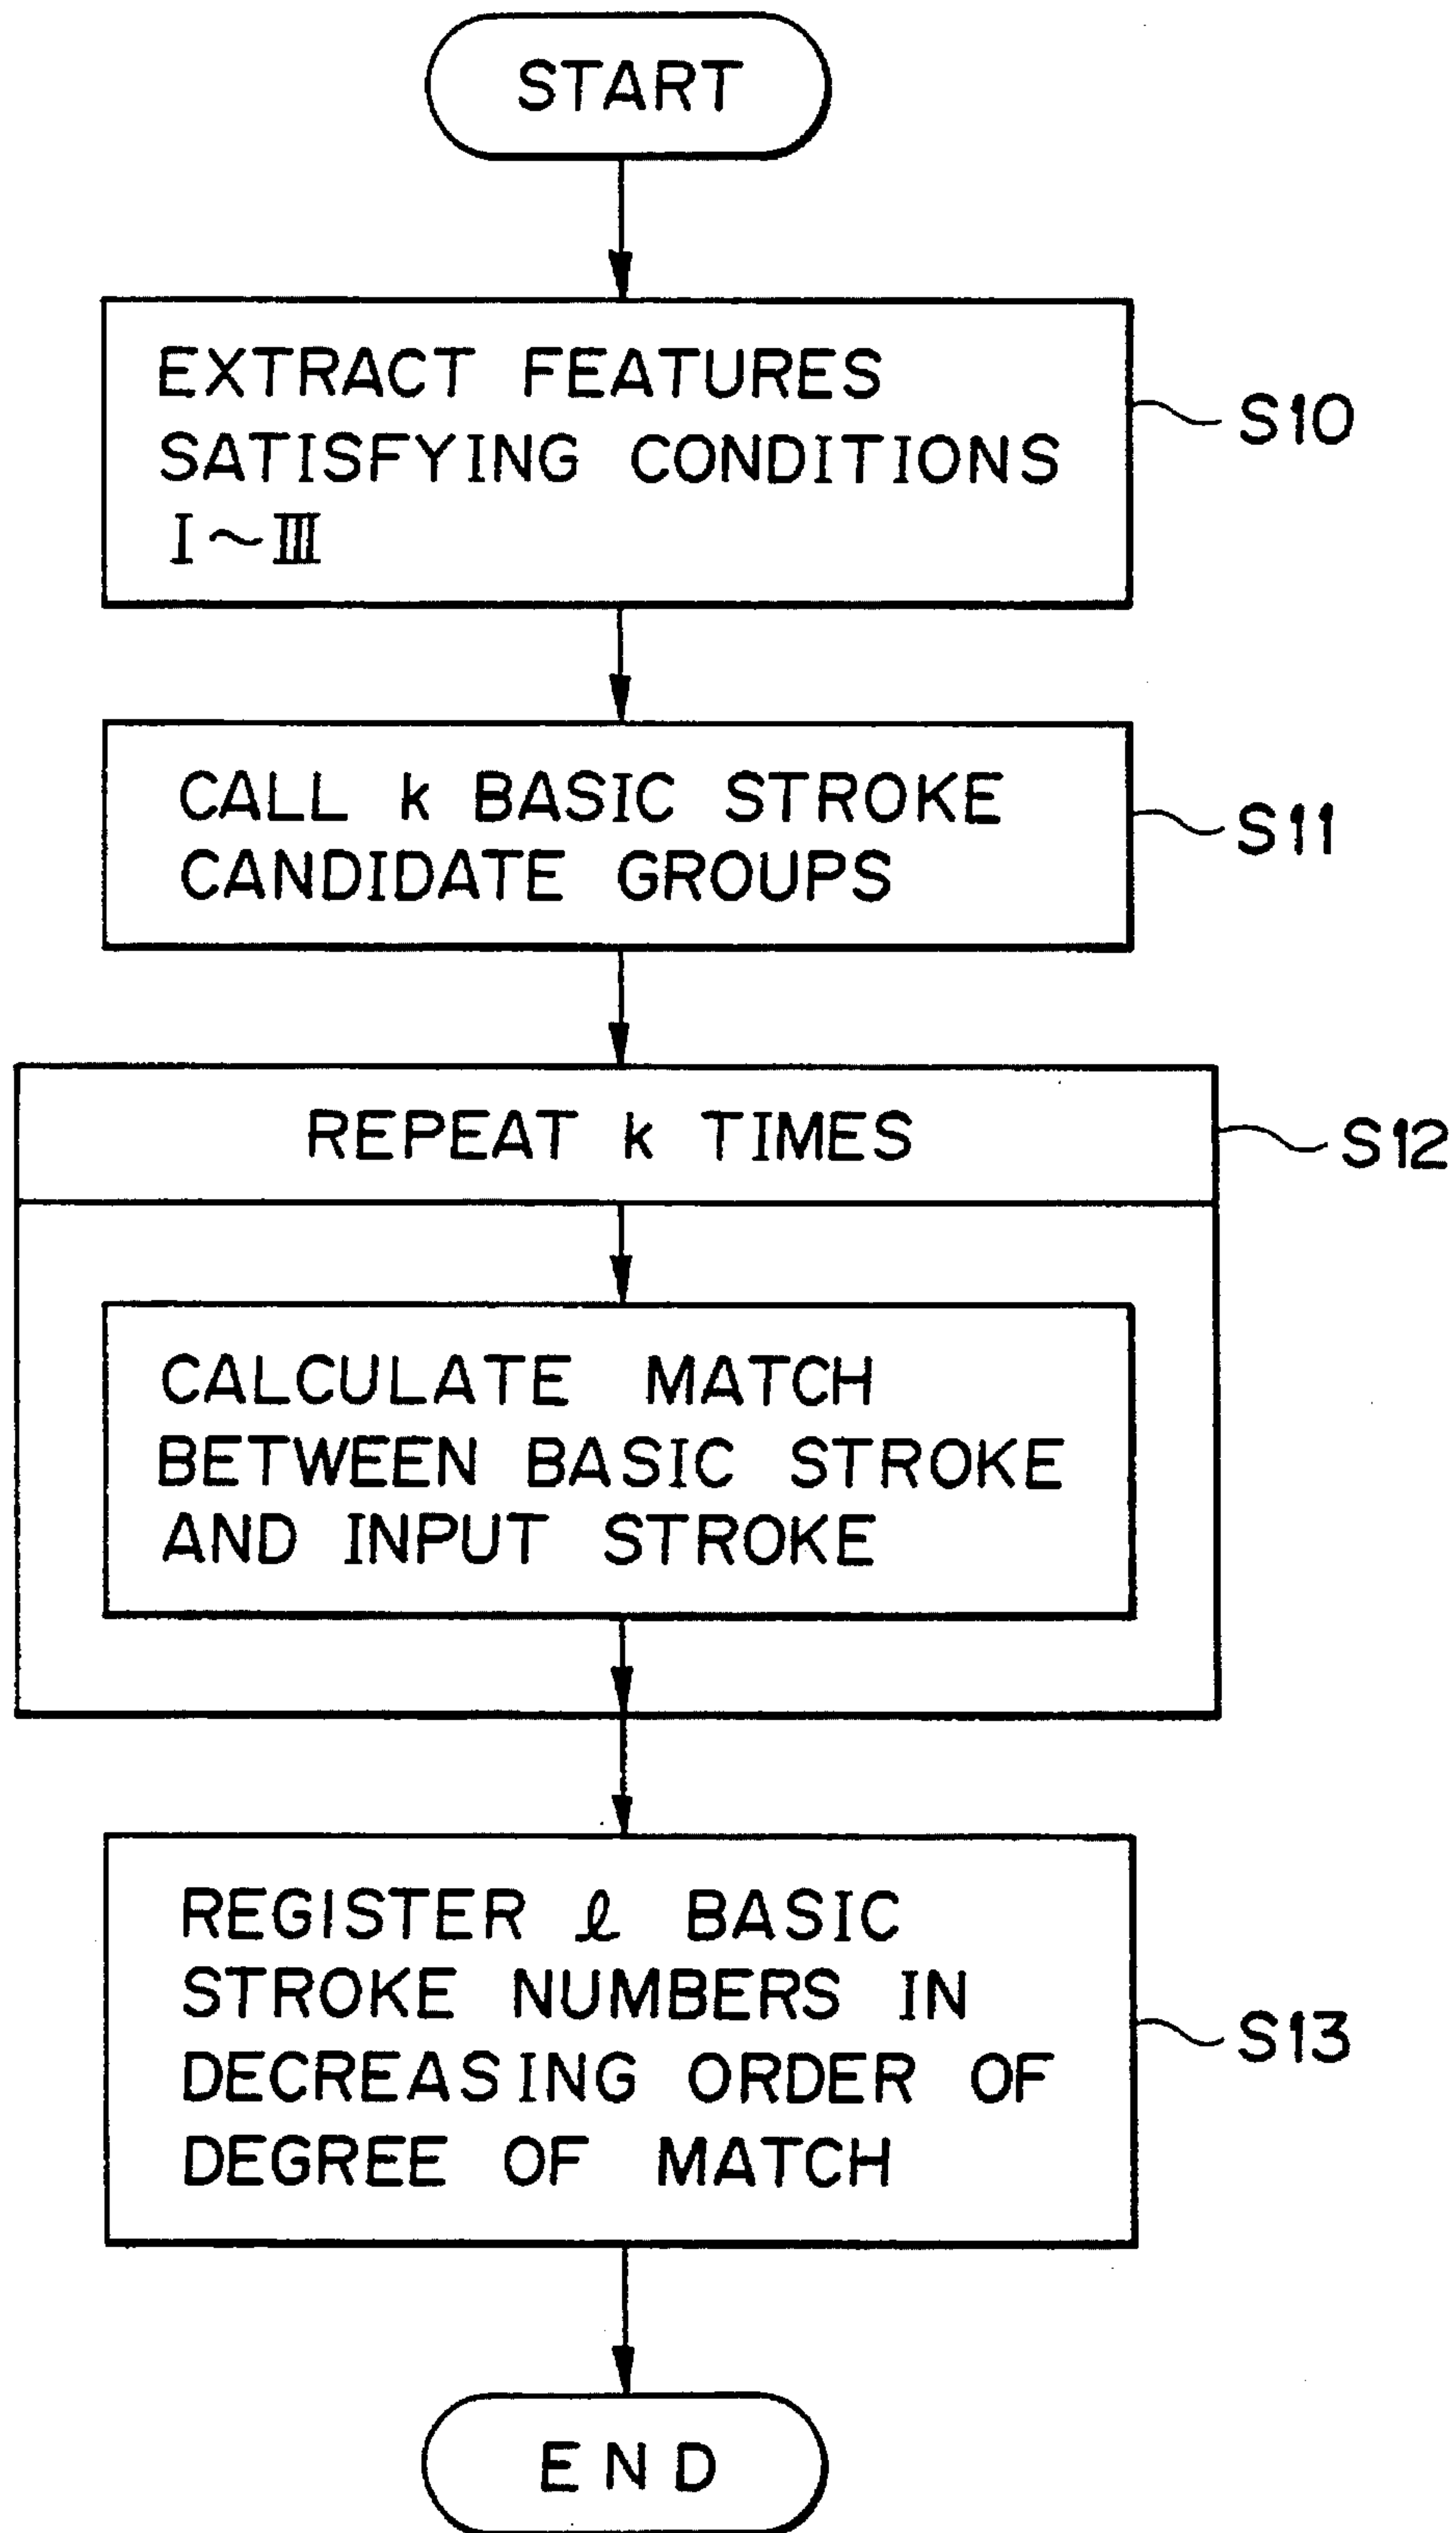 START
EXTRACT FEATURES
SATISFYING CONDITIONS
I~III
S10
CALL k BASIC STROKE
CANDIDATE GROUPS
S11
REPEAT k TIMES
S12
CALCULATE MATCH
BETWEEN BASIC STROKE
AND INPUT STROKE
REGISTER ℓ BASIC
STROKE NUMBERS IN
DECREASING ORDER OF
DEGREE OF MATCH
S13
END